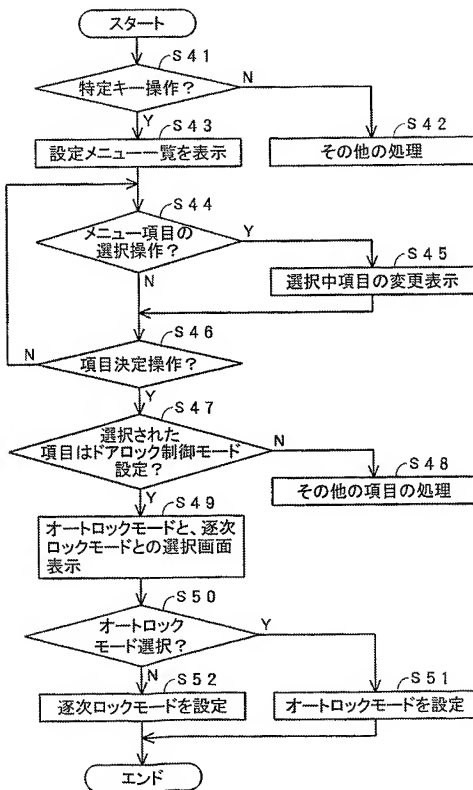 スタート
S41
特定キー操作?
N
Y
S43
S42
設定メニュー一覧を表示
その他の処理
S44
メニュー項目の
選択操作?
Y
S45
N
選択中項目の変更表示
S46
N
項目決定操作?
Y
S47
選択された
項目はドアロック制御モード
設定?
N
S48
Y
S49
その他の項目の処理
オートロックモードと、逐次
ロックモードとの選択画面
表示
S50
オートロック
モード選択?
Y
N
S52
S51
逐次ロックモードを設定
オートロックモードを設定
エンド